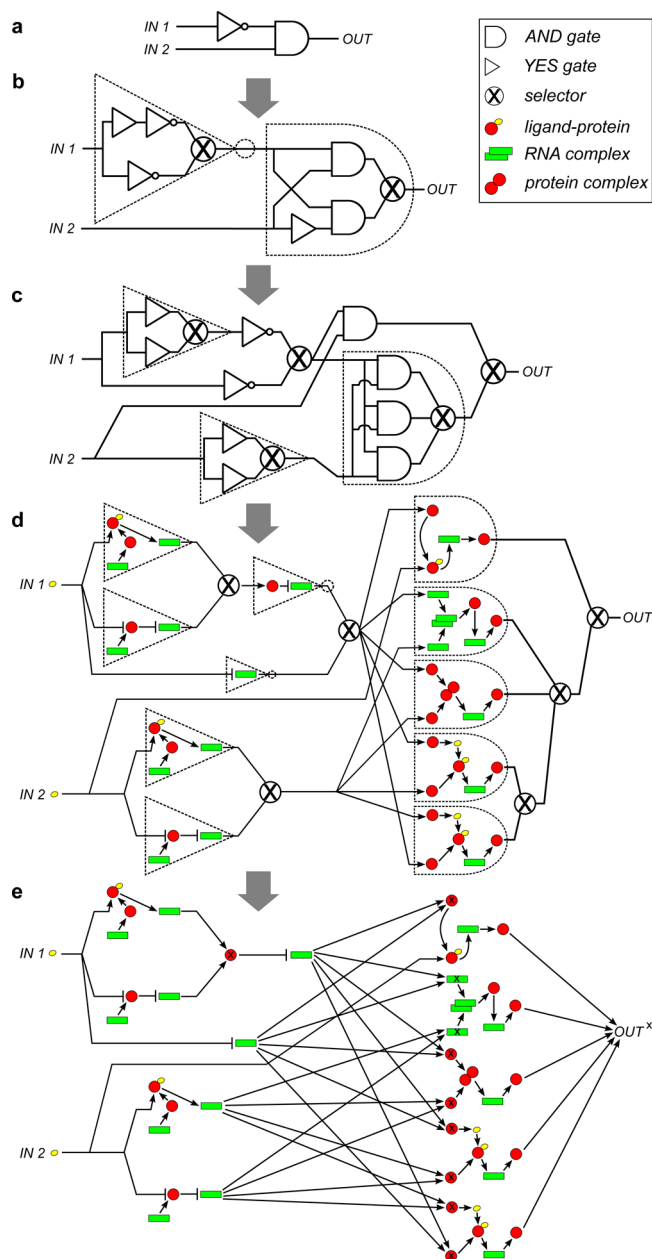 a
IN 1
IN 2
OUT
AND gate
YES gate
X selector
ligand-protein
RNA complex
protein complex
b
IN 1
X
X
OUT
IN 2
c
X
IN 1
X
X
OUT
X
IN 2
X
d
IN 1
X
X
X
OUT
X
IN 2
X
X
e
IN 1
x
x
x
x
OUT x
x
x
x
IN 2
x
x
x